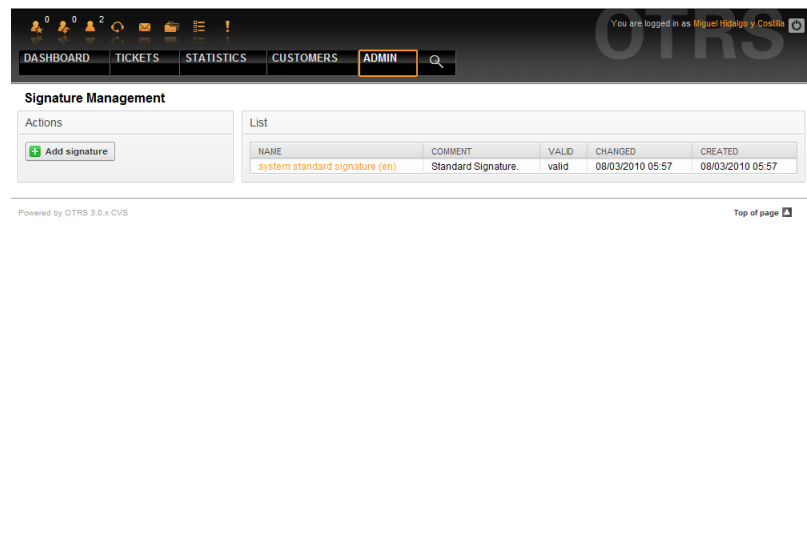 OTRS
0 0 2
You are logged in as Miguel Hidalgo y Costilla
DASHBOARD TICKETS STATISTICS CUSTOMERS ADMIN
Signature Management
Actions
Add signature
List
NAME COMMENT VALID CHANGED CREATED
system standard signature (en) Standard Signature. valid 08/03/2010 05:57 08/03/2010 05:57
Powered by OTRS 3.0.x CVS
Top of page